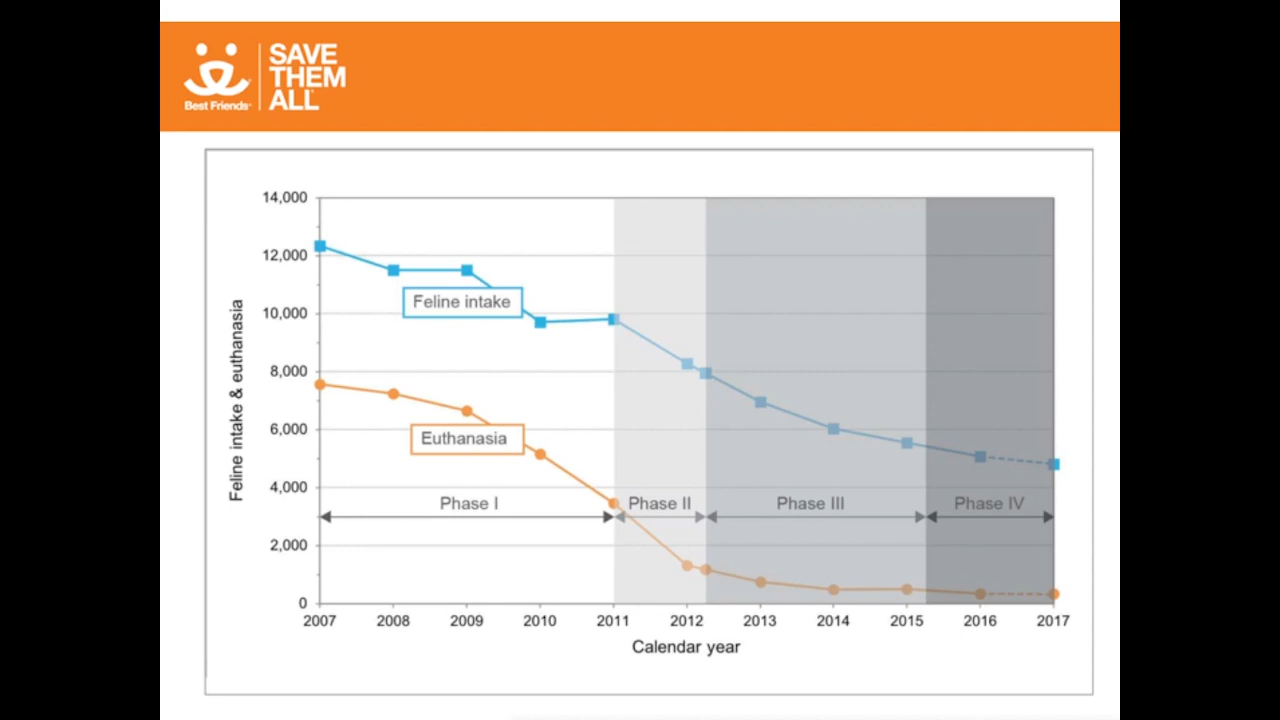 SAVE
THEM
ALL
Best Friends
14,000
12,000
10,000
8,000
6,000
4,000
2,000
0
Feline intake & euthanasia
Feline intake
Euthanasia
Phase I
Phase II
Phase III
Phase IV
2007 2008 2009 2010 2011 2012 2013 2014 2015 2016 2017
Calendar year